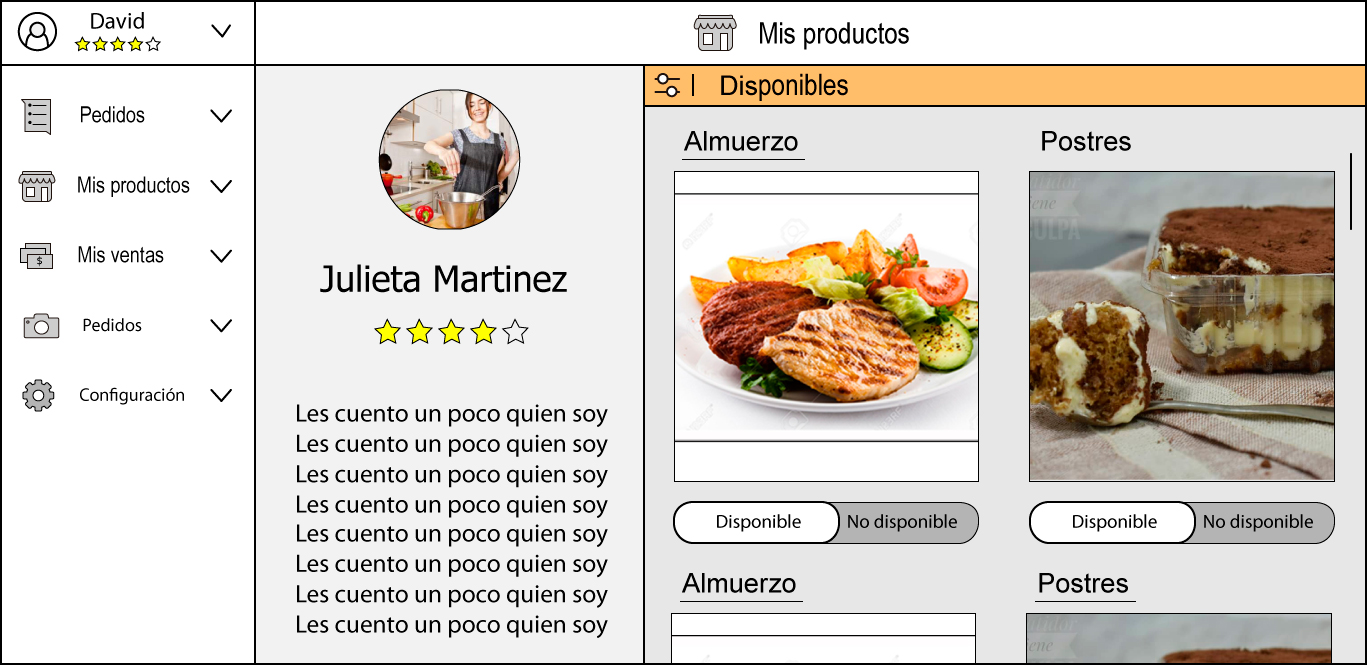 David
Mis productos
Pedidos
Mis productos
Mis ventas
$
Pedidos
Configuración
Julieta Martinez
Les cuento un poco quien soy
Les cuento un poco quien soy
Les cuento un poco quien soy
Les cuento un poco quien soy
Les cuento un poco quien soy
Les cuento un poco quien soy
Les cuento un poco quien soy
Les cuento un poco quien soy
Disponibles
Almuerzo
Postres
Disponible No disponible
Disponible No disponible
Almuerzo
Postres